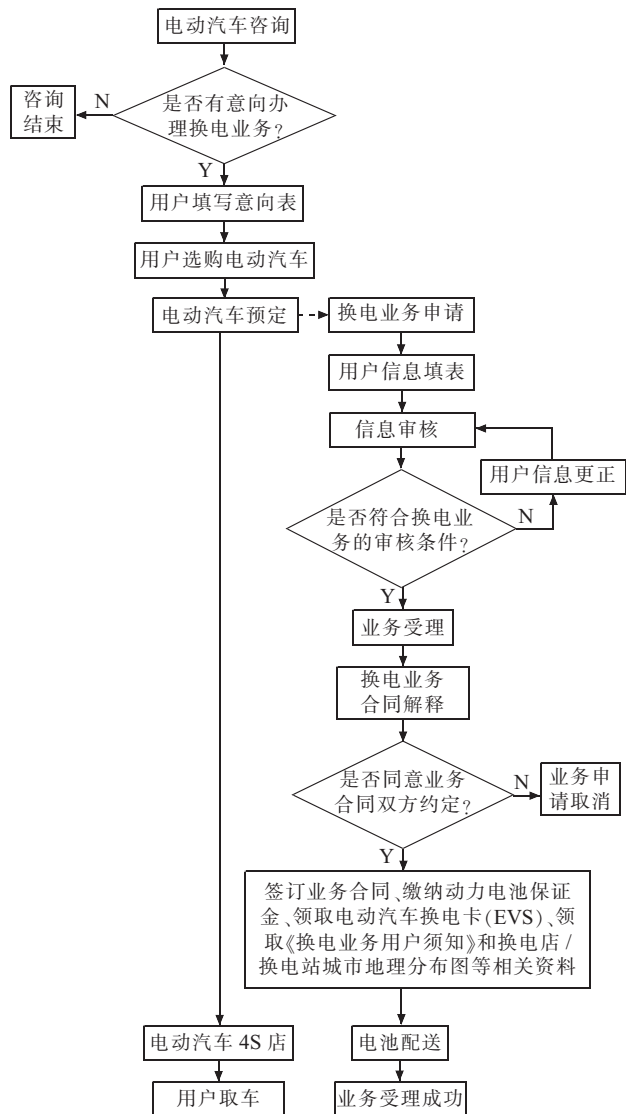 电动汽车咨询
咨询
结束
N
是否有意向办
理换电业务?
Y
用户填写意向表
用户选购电动汽车
电动汽车预定
换电业务申请
用户信息填表
信息审核
用户信息更正
是否符合换电业
务的审核条件?
N
Y
业务受理
换电业务
合同解释
是否同意业务
合同双方约定?
N
业务申
请取消
Y
签订业务合同、缴纳动力电池保证
金、领取电动汽车换电卡(EVS)、领
取《换电业务用户须知》和换电店/
换电站城市地理分布图等相关资料
电动汽车 4S 店
电池配送
用户取车
业务受理成功